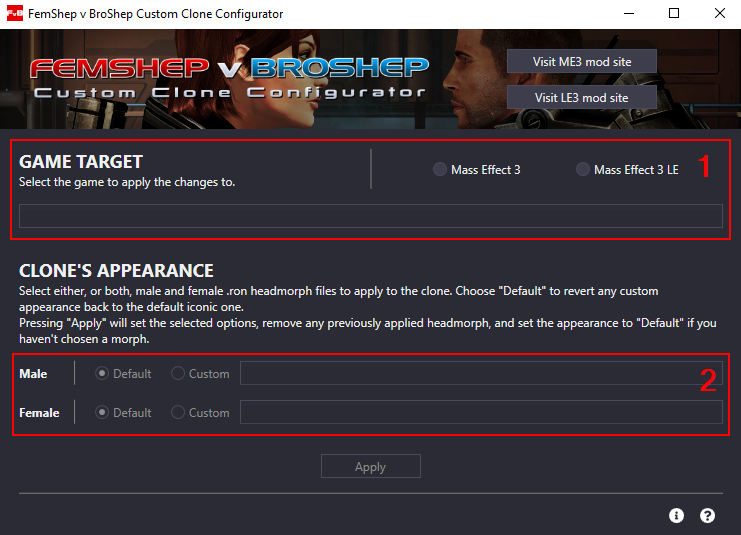 F v B FemShep v BroShep Custom Clone Configurator
FEMSHEP v BROSHEP
Custom Clone Configurator
Visit ME3 mod site
Visit LE3 mod site
GAME TARGET
Select the game to apply the changes to.
Mass Effect 3
Mass Effect 3 LE
1
CLONE'S APPEARANCE
Select either, or both, male and female .ron headmorph files to apply to the clone. Choose "Default" to revert any custom
appearance back to the default iconic one.
Pressing "Apply" will set the selected options, remove any previously applied headmorph, and set the appearance to "Default" if you
haven't chosen a morph.
Male Default Custom
2
Female Default Custom
Apply